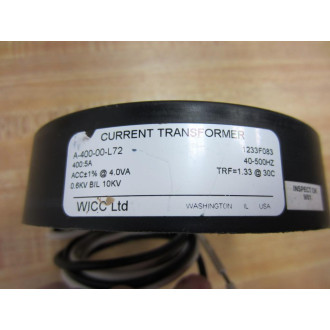 CURRENT TRANSFORMER
A-400-00-L72 1233F083
400:5A 40-500HZ
ACC±1% @ 4.0VA TRF=1.33 @ 30C
0.6KV BIL 10KV
WICC Ltd WASHINGTON IL USA